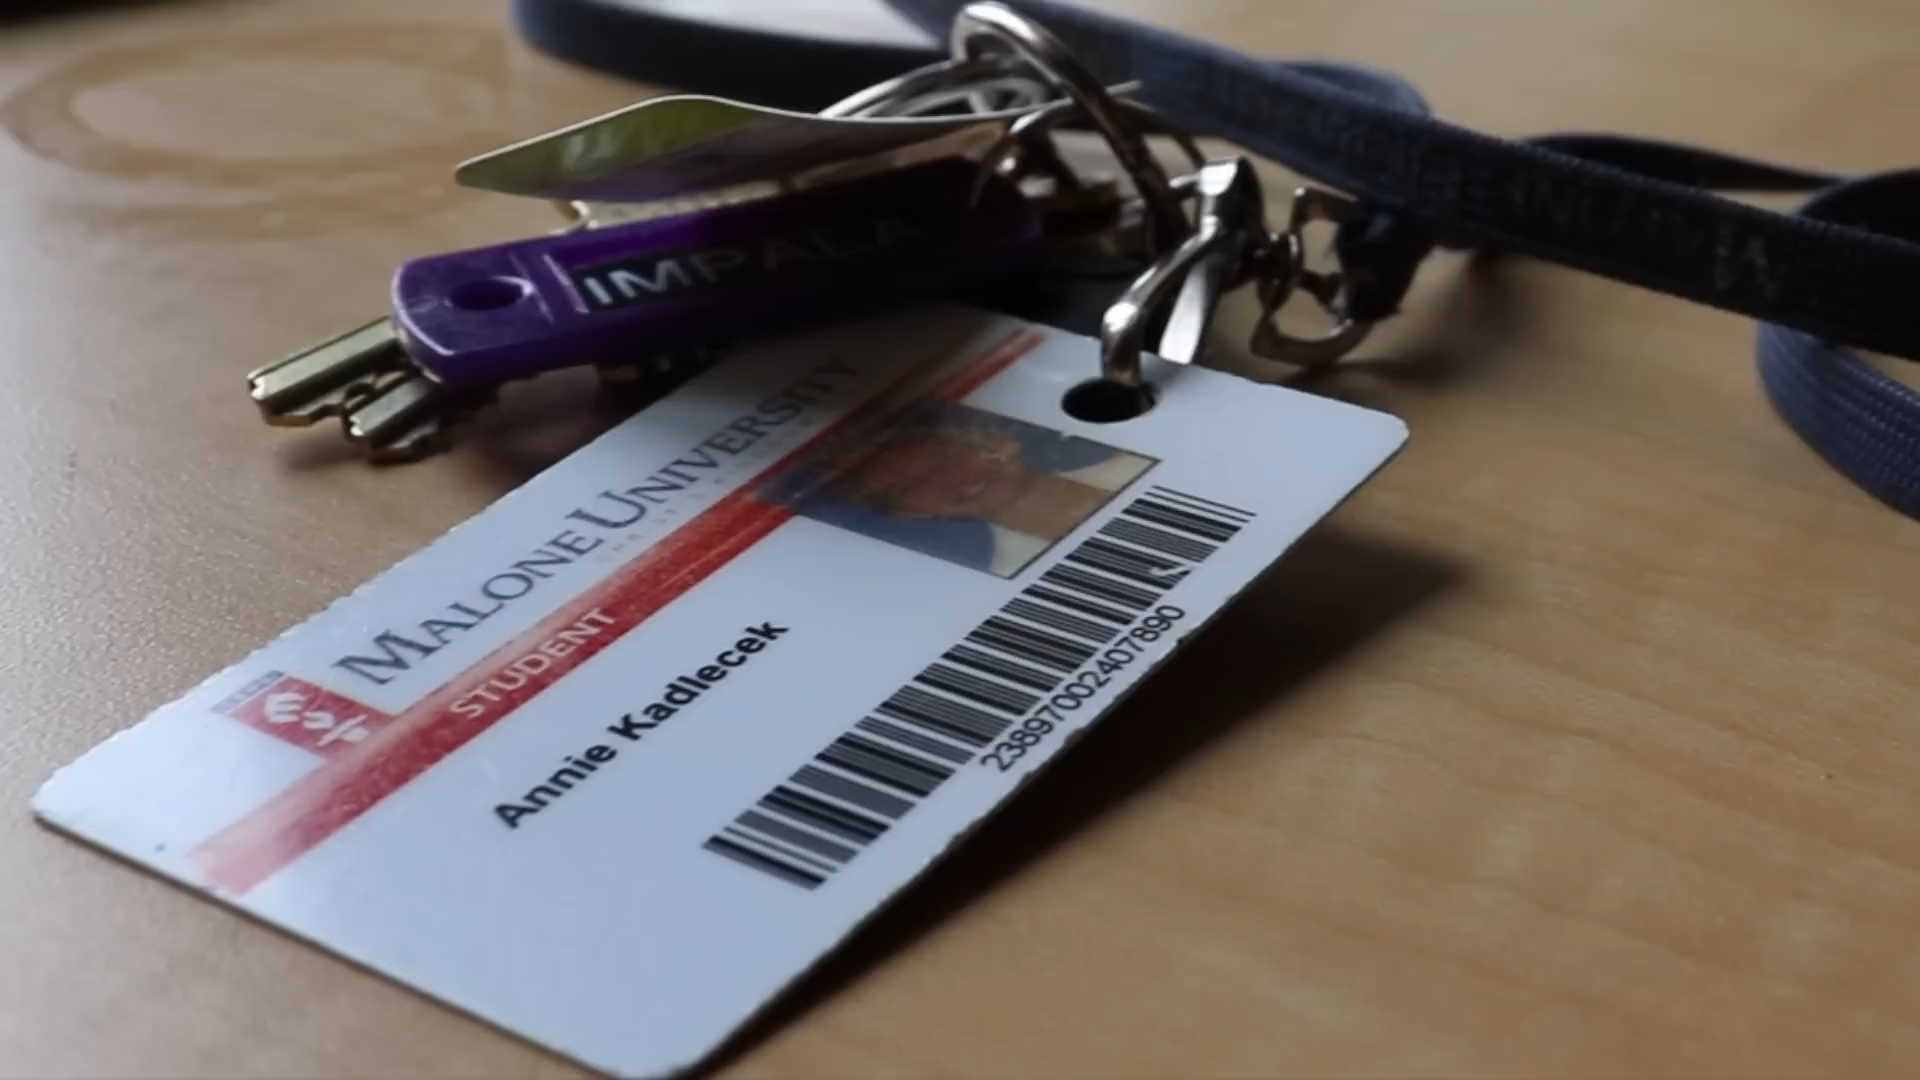 IMPALA
MALONE UNIVERSITY
STUDENT
Annie Kadlecek
23897002407890